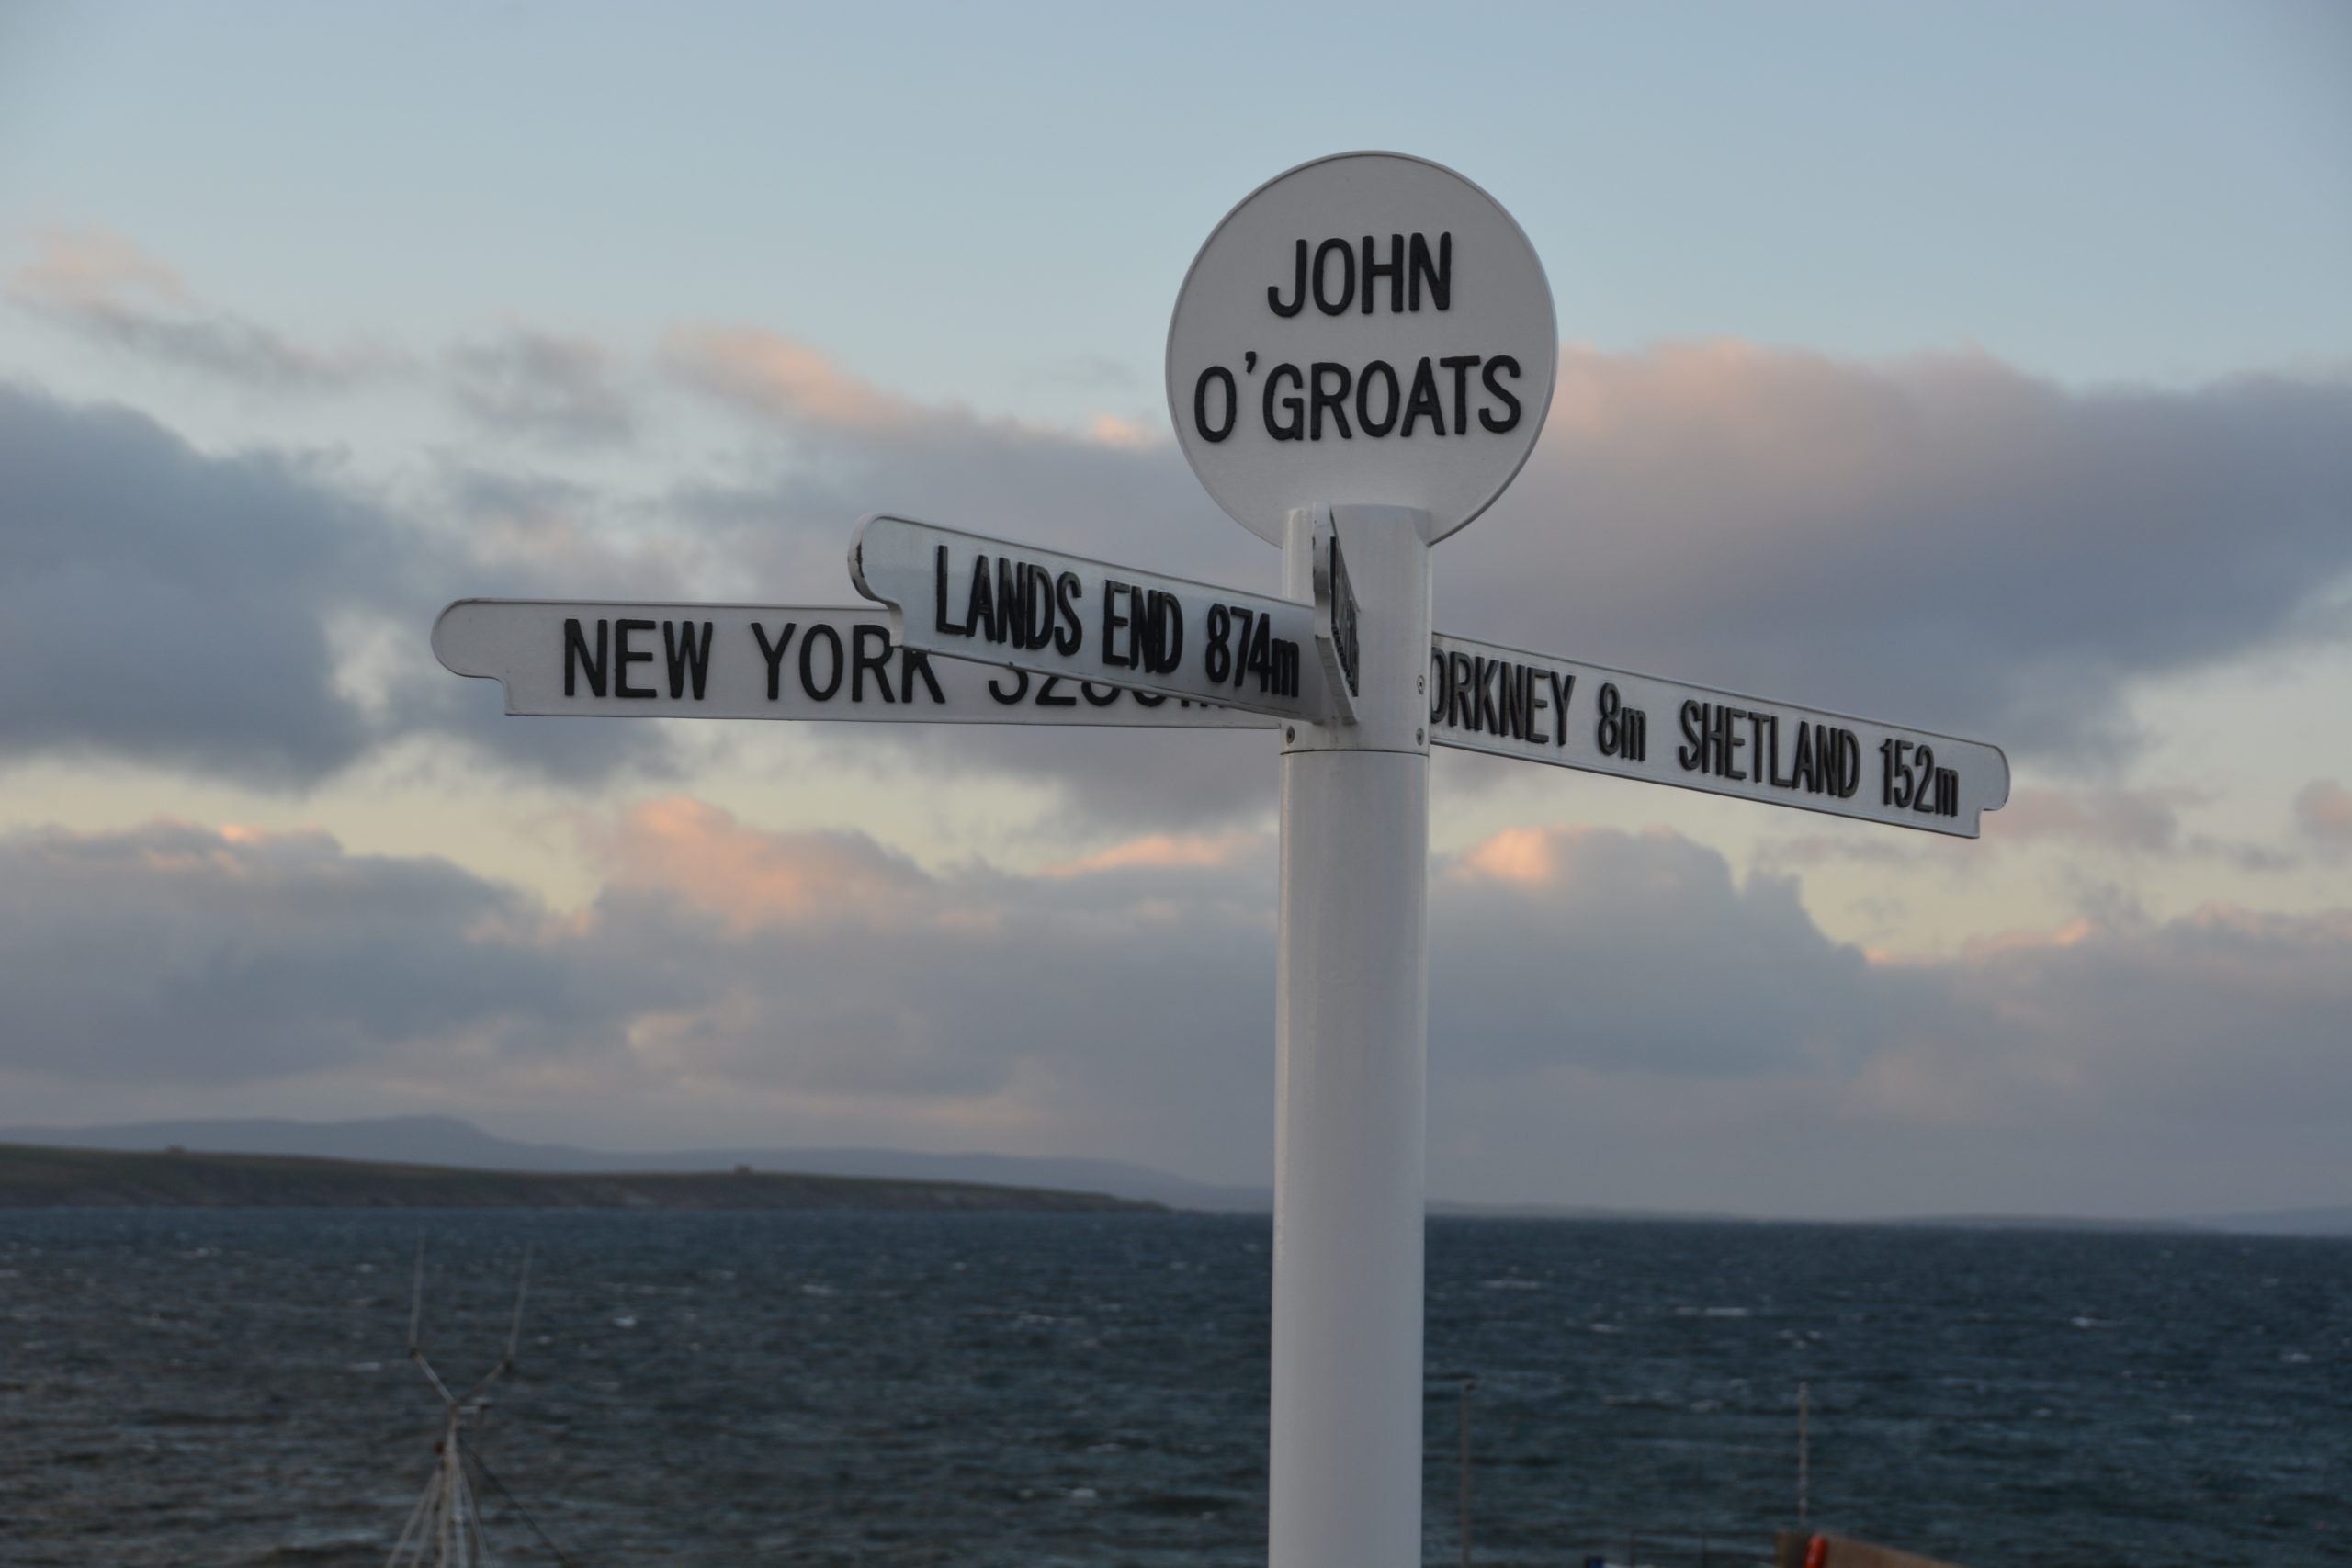 JOHN
O'GROATS
LANDS END 874m
NEW YORK
ORKNEY 8m SHETLAND 152m